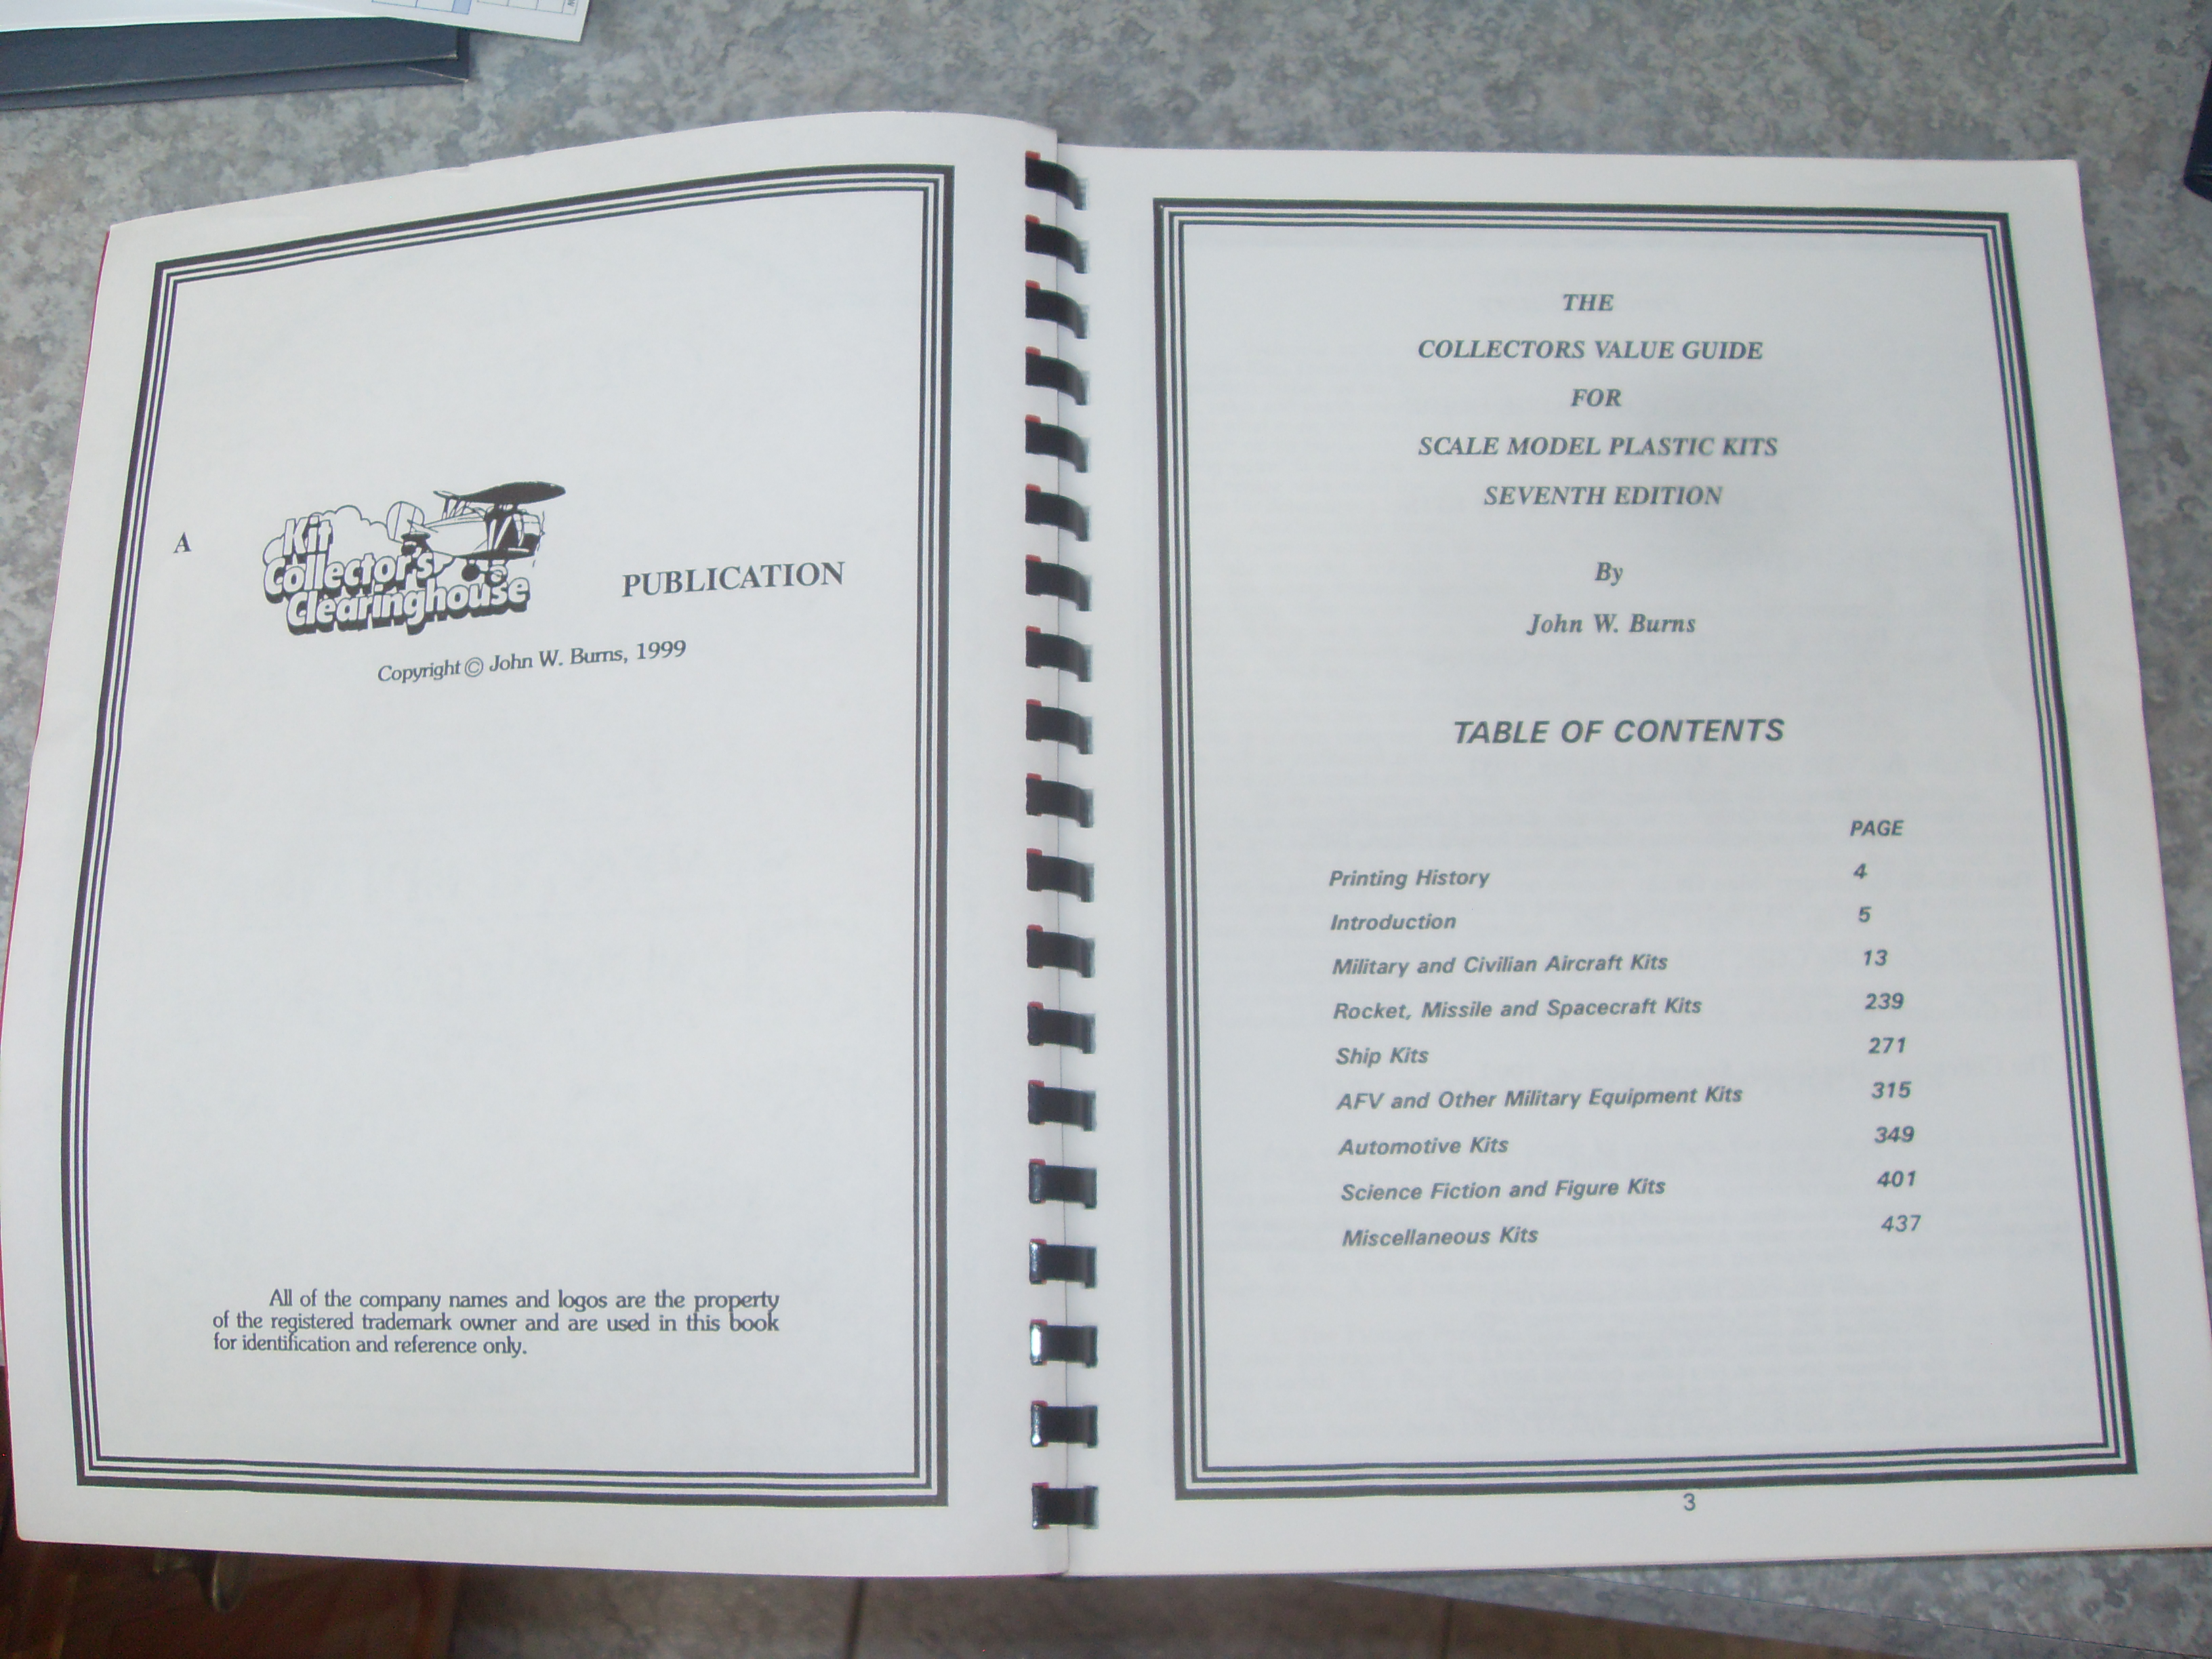 A
Kit
Collector's
Clearinghouse
PUBLICATION
Copyright © John W. Burns, 1999
All of the company names and logos are the property
of the registered trademark owner and are used in this book
for identification and reference only.
THE
COLLECTORS VALUE GUIDE
FOR
SCALE MODEL PLASTIC KITS
SEVENTH EDITION
By
John W. Burns
TABLE OF CONTENTS
PAGE
Printing History 4
Introduction 5
Military and Civilian Aircraft Kits 13
Rocket, Missile and Spacecraft Kits 239
Ship Kits 271
AFV and Other Military Equipment Kits 315
Automotive Kits 349
Science Fiction and Figure Kits 401
Miscellaneous Kits 437
3